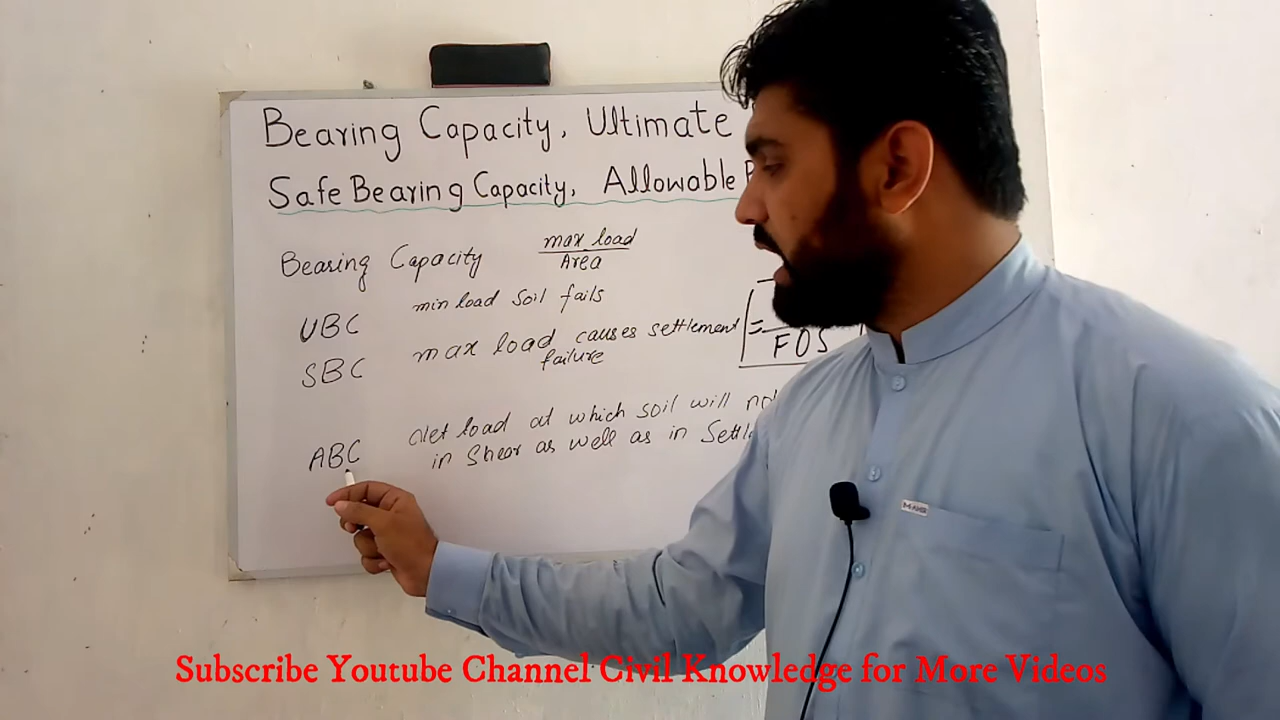 Bearing Capacity, Ultimate
Safe Bearing Capacity, Allowable B
Bearing Capacity max load
Area
UBC min load soil fails
SBC max load causes settlement
failure
=
FOS
ABC Net load at which soil will not
in Shear as well as in Settl
Subscribe Youtube Channel Civil Knowledge for More Videos